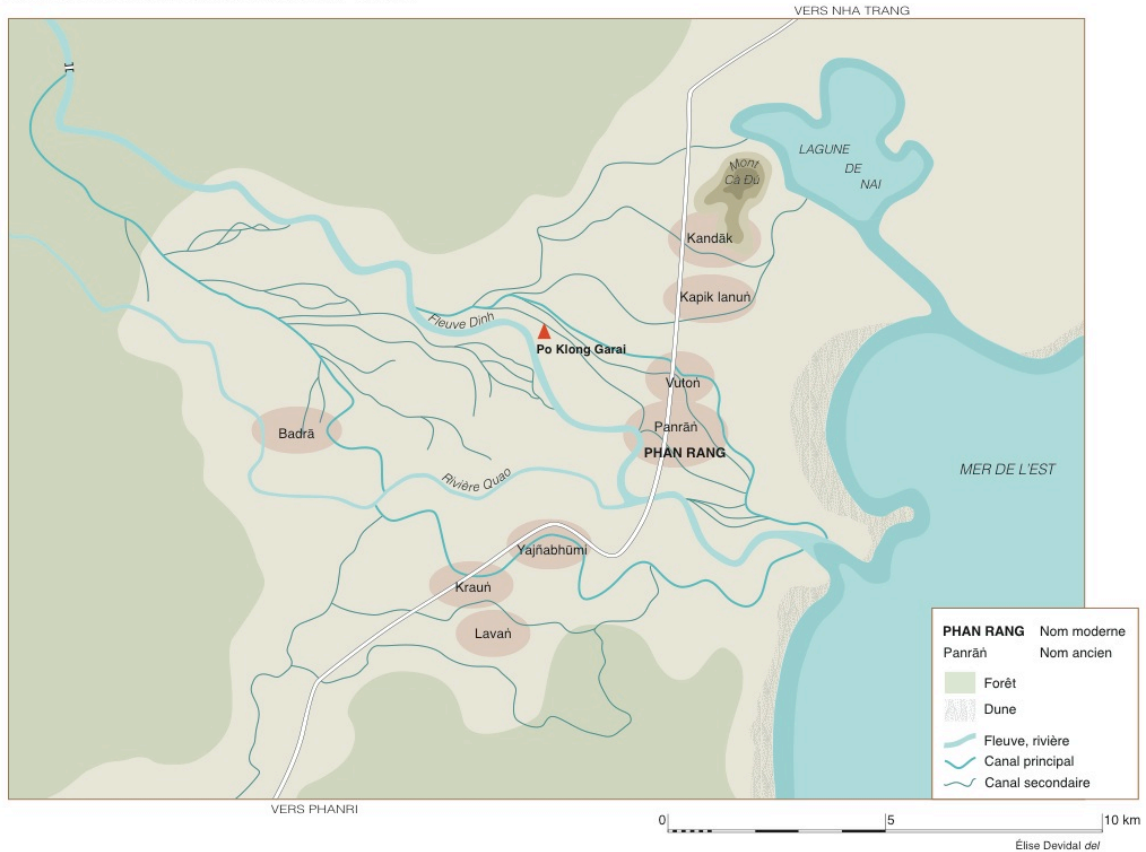 VERS NHA TRANG
LAGUNE
DE
NAI
Mont
Cà Đú
Kandāk
Kapik Ianuṅ
Fleuve Dinh
Po Klong Garai
Vutoṅ
Panrāṅ
PHAN RANG
Badrā
MER DE L'EST
Rivière Quao
Yajñabhūmi
Krauṅ
Lavaṅ
PHAN RANG Nom moderne
Panrāṅ Nom ancien
Forêt
Dune
Fleuve, rivière
Canal principal
Canal secondaire
VERS PHANRI
0 5 10 km
Élise Devidal del